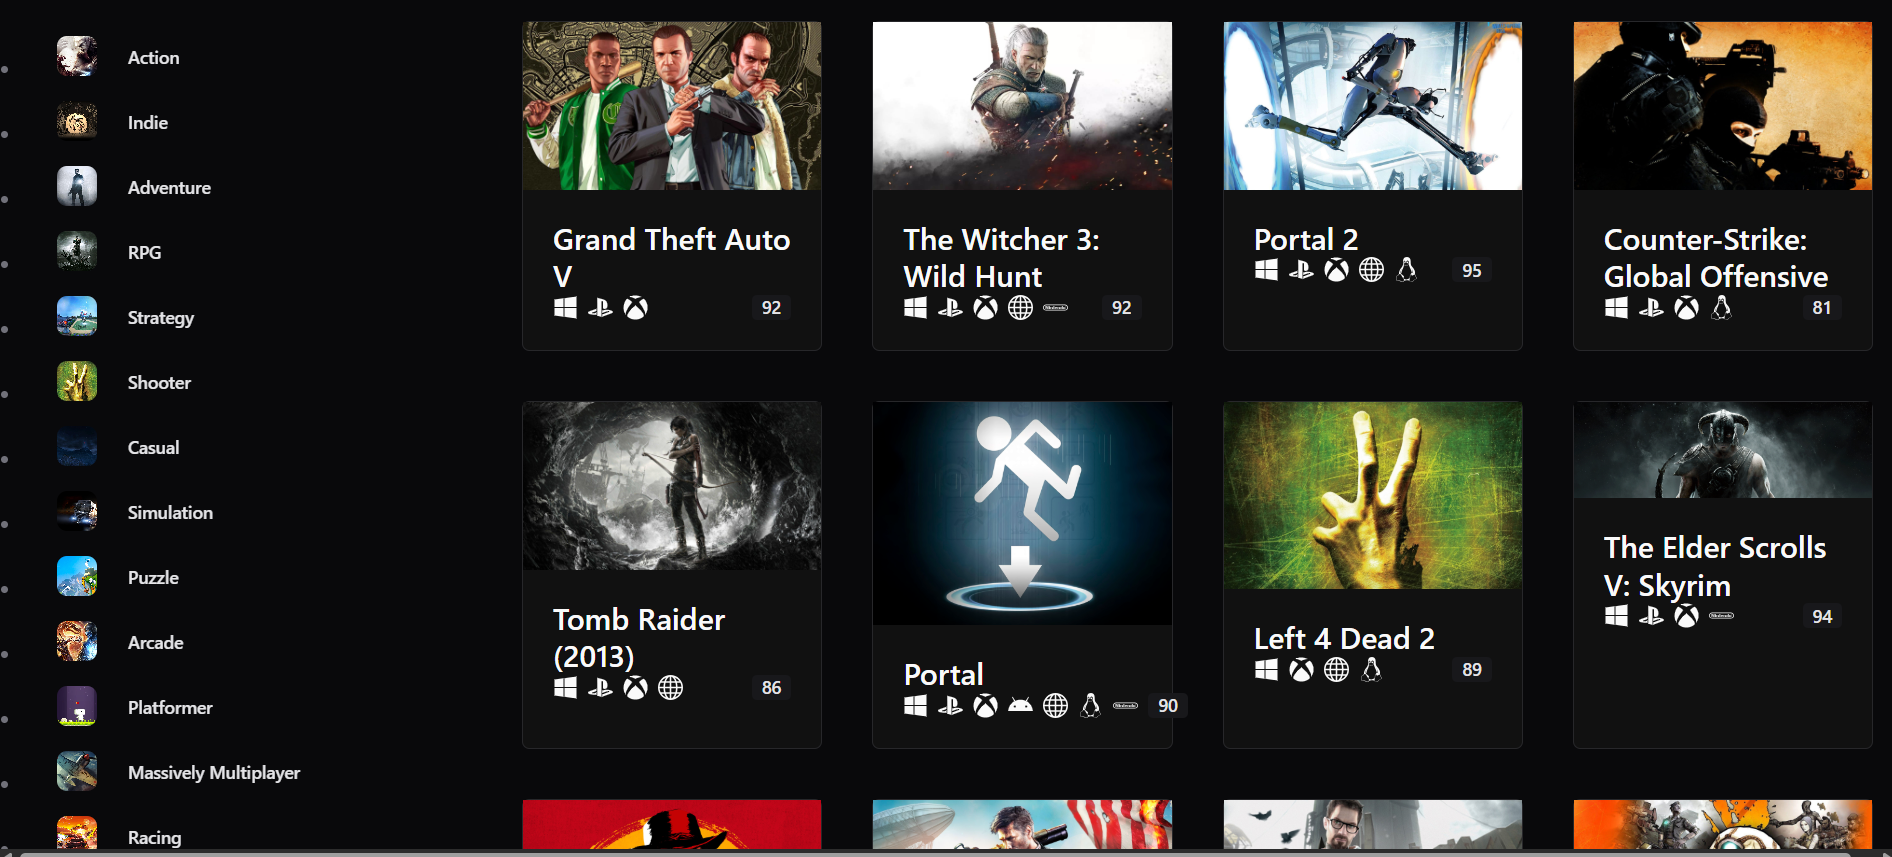 Action
Indie
Adventure
RPG
Strategy
Shooter
Casual
Simulation
Puzzle
Arcade
Platformer
Massively Multiplayer
Racing
Grand Theft Auto
V
92
The Witcher 3:
Wild Hunt
92
Portal 2
95
Counter-Strike:
Global Offensive
81
Tomb Raider
(2013)
86
Portal
90
Left 4 Dead 2
89
The Elder Scrolls
V: Skyrim
94